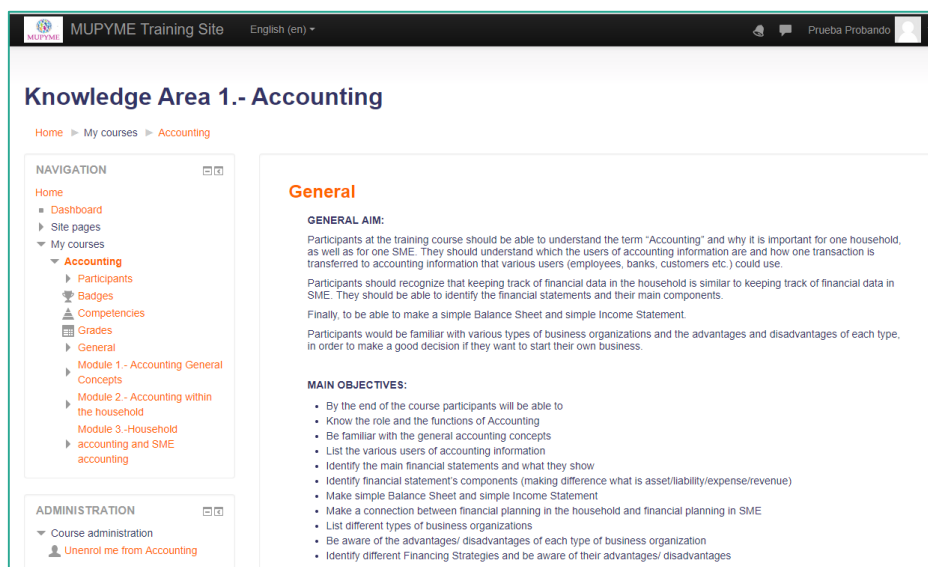 MUPYME MUPYME Training Site English (en) Prueba Probando
Knowledge Area 1.- Accounting
Home My courses Accounting
NAVIGATION
Home
Dashboard
Site pages
My courses
Accounting
Participants
Badges
Competencies
Grades
General
Module 1.- Accounting General
Concepts
Module 2.- Accounting within
the household
Module 3.-Household
accounting and SME
accounting
ADMINISTRATION
Course administration
Unenrol me from Accounting
General
GENERAL AIM:
Participants at the training course should be able to understand the term “Accounting” and why it is important for one household,
as well as for one SME. They should understand which the users of accounting information are and how one transaction is
transferred to accounting information that various users (employees, banks, customers etc.) could use.
Participants should recognize that keeping track of financial data in the household is similar to keeping track of financial data in
SME. They should be able to identify the financial statements and their main components.
Finally, to be able to make a simple Balance Sheet and simple Income Statement.
Participants would be familiar with various types of business organizations and the advantages and disadvantages of each type,
in order to make a good decision if they want to start their own business.
MAIN OBJECTIVES:
• By the end of the course participants will be able to
• Know the role and the functions of Accounting
• Be familiar with the general accounting concepts
• List the various users of accounting information
• Identify the main financial statements and what they show
• Identify financial statement's components (making difference what is asset/liability/expense/revenue)
• Make simple Balance Sheet and simple Income Statement
• Make a connection between financial planning in the household and financial planning in SME
• List different types of business organizations
• Be aware of the advantages/ disadvantages of each type of business organization
• Identify different Financing Strategies and be aware of their advantages/ disadvantages